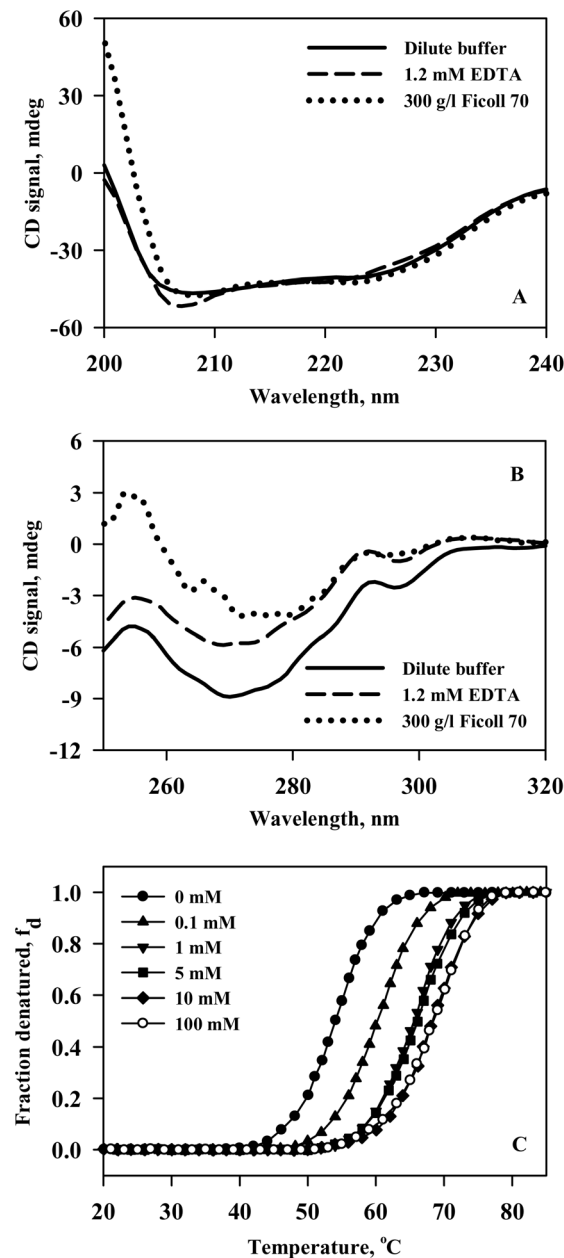 60
30
0
-30
-60
CD signal, mdeg
Dilute buffer
1.2 mM EDTA
300 g/l Ficoll 70
A
200 210 220 230 240
Wavelength, nm
6
3
0
-3
-6
-9
-12
CD signal, mdeg
B
Dilute buffer
1.2 mM EDTA
300 g/l Ficoll 70
260 280 300 320
Wavelength, nm
1.0
0.8
0.6
0.4
0.2
0.0
Fraction denatured, fd
0 mM
0.1 mM
1 mM
5 mM
10 mM
100 mM
C
20 30 40 50 60 70 80
Temperature, °C